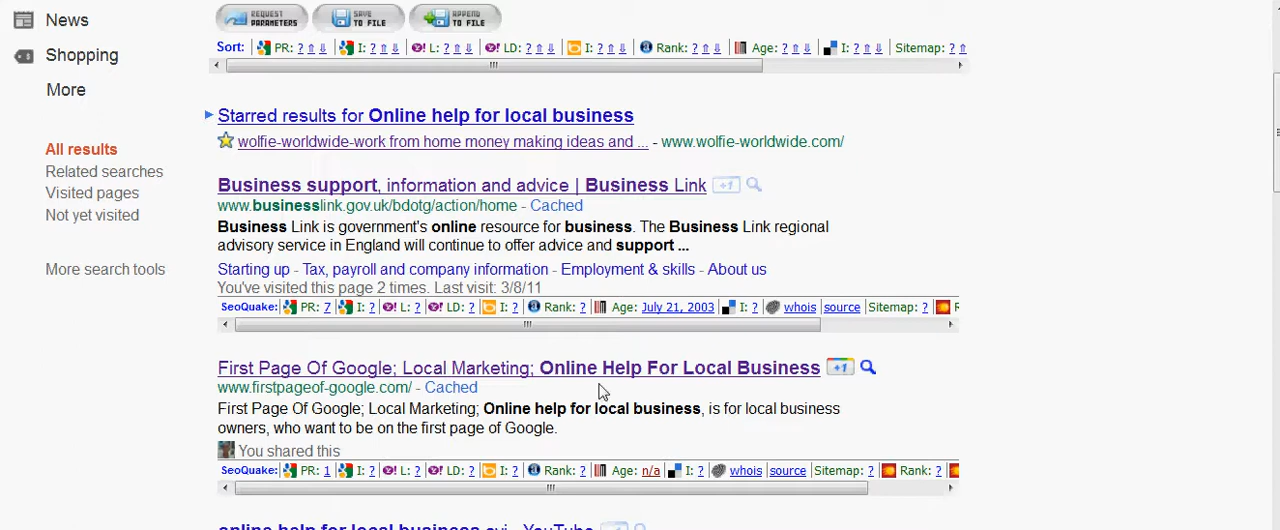 News
Shopping
More
All results
Related searches
Visited pages
Not yet visited
More search tools
REQUEST PARAMETERS SAVE TO FILE APPEND TO FILE
Sort: PR: ? I: ? L: ? LD: ? I: ? Rank: ? Age: ? I: ? Sitemap: ?
Starred results for Online help for local business
wolfie-worldwide-work from home money making ideas and ... - www.wolfie-worldwide.com/
Business support, information and advice | Business Link +1
www.businesslink.gov.uk/bdotg/action/home - Cached
Business Link is government's online resource for business. The Business Link regional
advisory service in England will continue to offer advice and support ...
Starting up - Tax, payroll and company information - Employment & skills - About us
You've visited this page 2 times. Last visit: 3/8/11
SeoQuake: PR: 7 I: ? L: ? LD: ? I: ? Rank: ? Age: July 21, 2003 I: ? whois source Sitemap: ?
First Page Of Google; Local Marketing; Online Help For Local Business +1
www.firstpageof-google.com/ - Cached
First Page Of Google; Local Marketing; Online help for local business, is for local business
owners, who want to be on the first page of Google.
You shared this
SeoQuake: PR: 1 I: ? L: ? LD: ? I: ? Rank: ? Age: n/a I: ? whois source Sitemap: ? Rank: ?
online help for local business.avi - YouTube